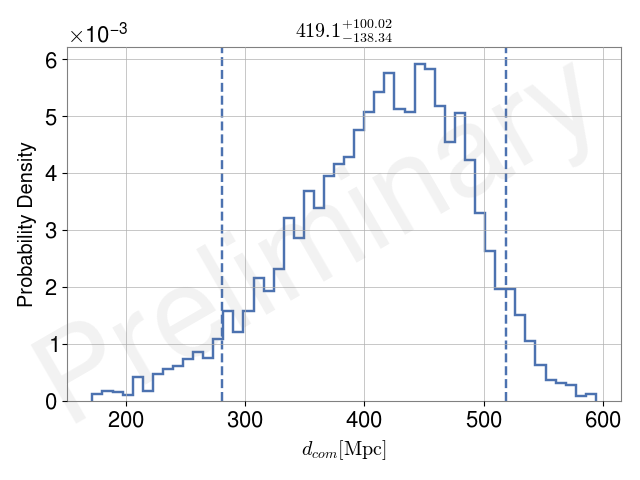 ×10⁻³
419.1^{+100.02}_{-138.34}
6
5
4
3
2
1
0
Probability Density
200 300 400 500 600
d_{com}[Mpc]
Preliminary